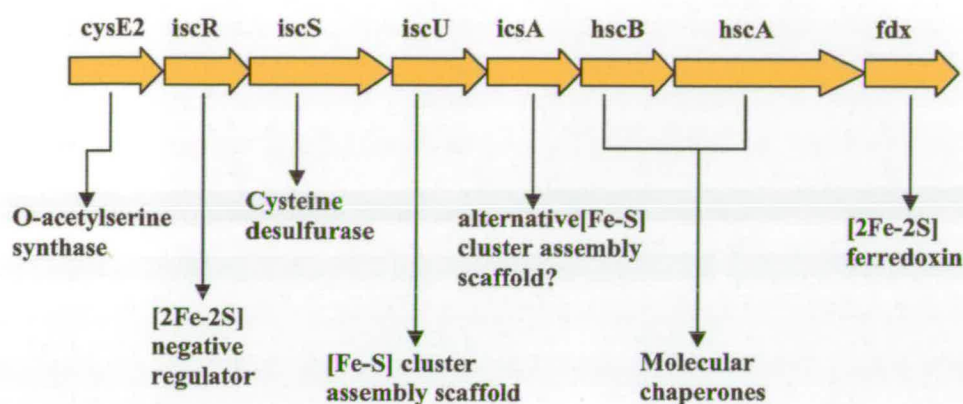 cysE2 iscR iscS iscU icsA hscB hscA fdx
O-acetylserine
synthase
[2Fe-2S]
negative
regulator
Cysteine
desulfurase
[Fe-S] cluster
assembly scaffold
alternative[Fe-S]
cluster assembly
scaffold?
Molecular
chaperones
[2Fe-2S]
ferredoxin